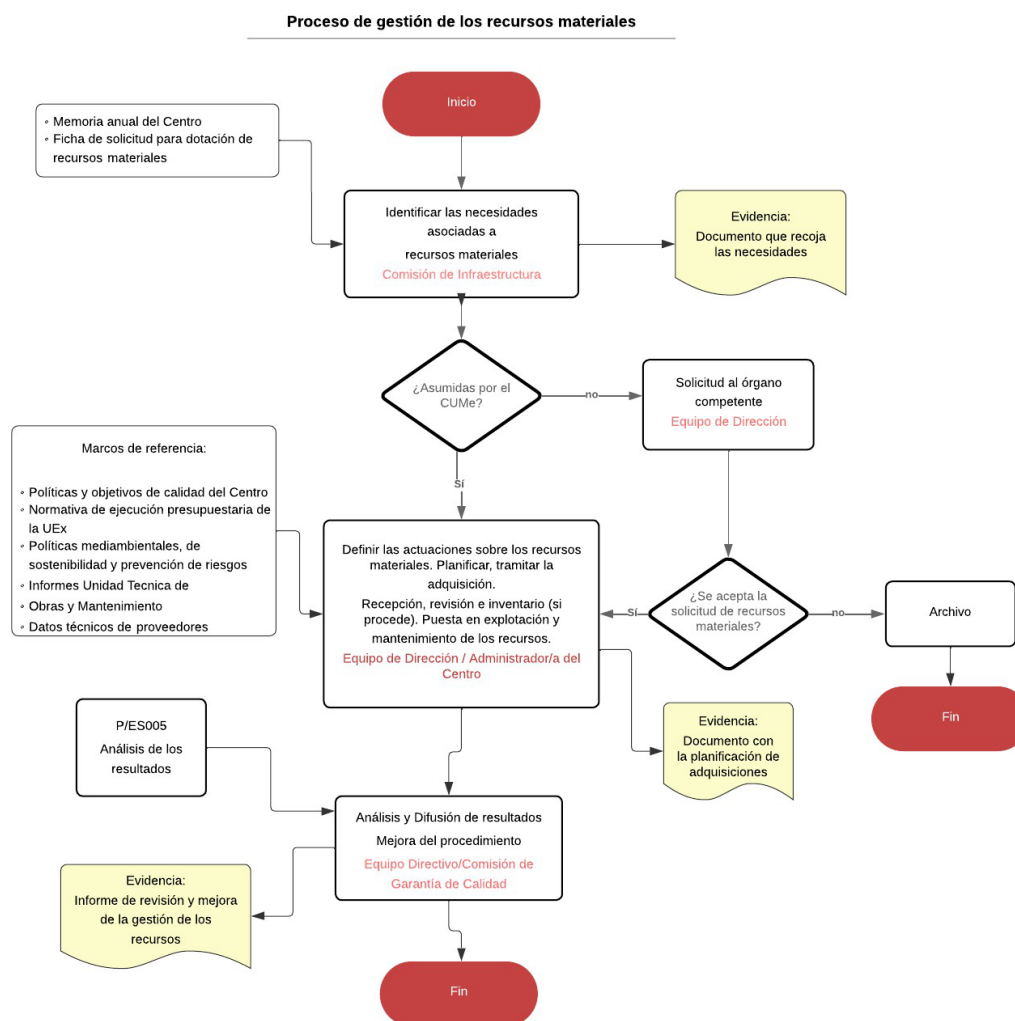 Proceso de gestión de los recursos materiales
Inicio
◦ Memoria anual del Centro
◦ Ficha de solicitud para dotación de
recursos materiales
Identificar las necesidades
asociadas a
recursos materiales
Comisión de Infraestructura
Evidencia:
Documento que recoja
las necesidades
¿Asumidas por el
CUMe?
no
Solicitud al órgano
competente
Equipo de Dirección
Sí
Marcos de referencia:
◦ Políticas y objetivos de calidad del Centro
◦ Normativa de ejecución presupuestaria de
la UEx
◦ Políticas mediambientales, de
sostenibilidad y prevención de riesgos
◦ Informes Unidad Tecnica de
◦ Obras y Mantenimiento
◦ Datos técnicos de proveedores
Definir las actuaciones sobre los recursos
materiales. Planificar, tramitar la
adquisición.
Recepción, revisión e inventario (si
procede). Puesta en explotación y
mantenimiento de los recursos.
Equipo de Dirección / Administrador/a del
Centro
Sí
¿Se acepta la
solicitud de recursos
materiales?
no
Archivo
Fin
Evidencia:
Documento con
la planificación de
adquisiciones
P/ES005
Análisis de los
resultados
Análisis y Difusión de resultados
Mejora del procedimiento
Equipo Directivo/Comisión de
Garantía de Calidad
Evidencia:
Informe de revisión y mejora
de la gestión de los
recursos
Fin